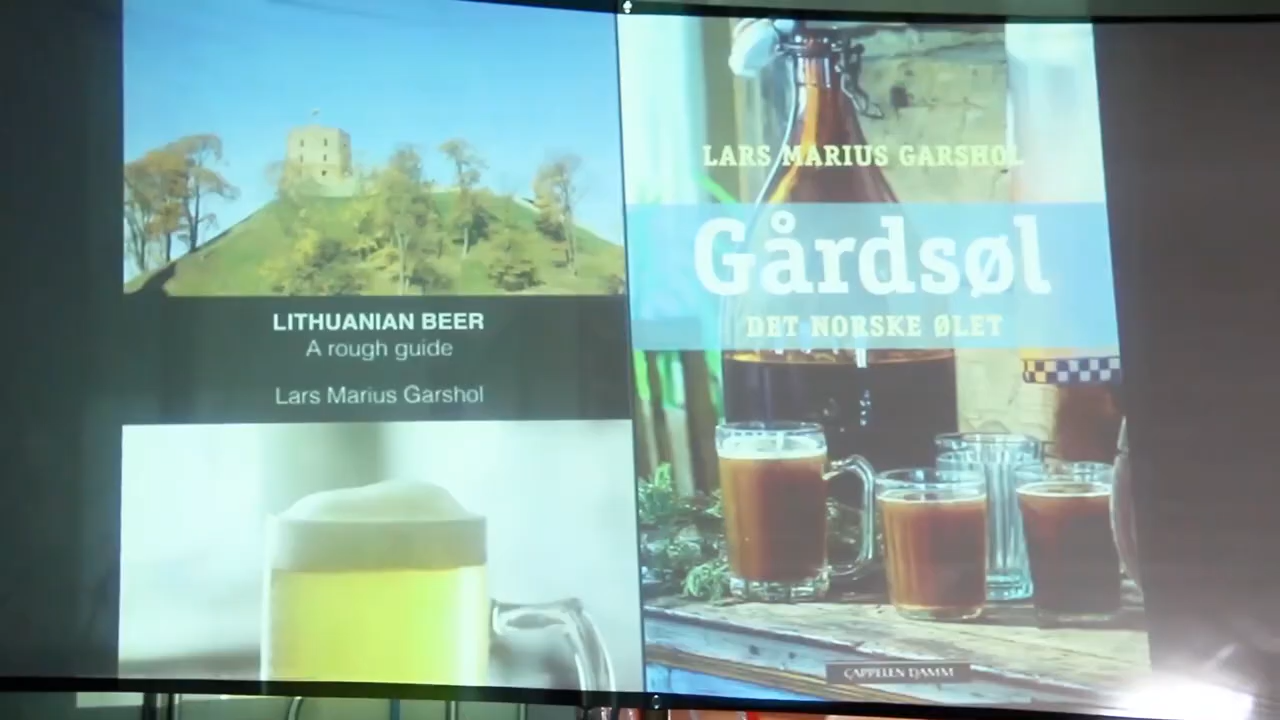 LITHUANIAN BEER
A rough guide
Lars Marius Garshol
LARS MARIUS GARSHOL
Gårdsøl
DET NORSKE ØLET
CAPPELEN DAMM